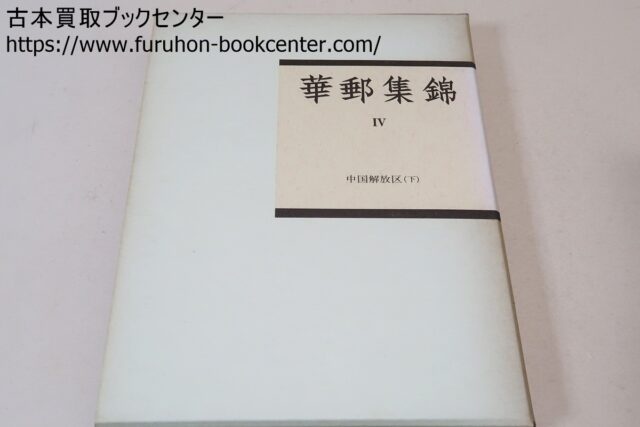 古本買取ブックセンター
https://www.furuhon-bookcenter.com/
華郵集錦
IV
中国解放区(下)